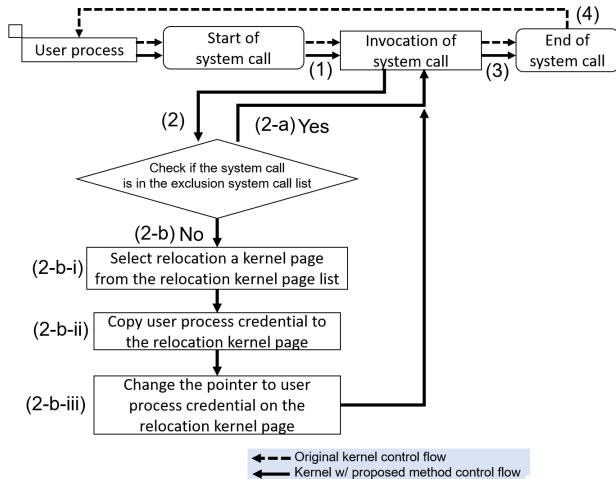 (4)
User process
Start of
system call
(1)
Invocation of
system call
(3)
End of
system call
(2)
(2-a) Yes
Check if the system call
is in the exclusion system call list
(2-b) No
(2-b-i)
Select relocation a kernel page
from the relocation kernel page list
(2-b-ii)
Copy user process credential to
the relocation kernel page
(2-b-iii)
Change the pointer to user
process credential on the
relocation kernel page
Original kernel control flow
Kernel w/ proposed method control flow